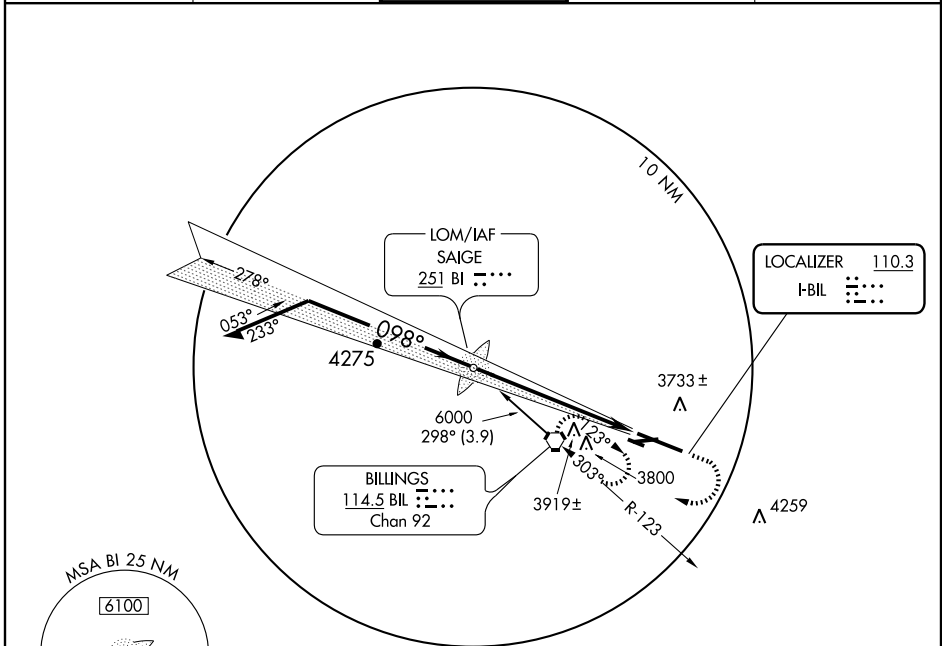 10 NM
LOM/IAF
SAIGE
251 BI
LOCALIZER 110.3
I-BIL
278°
053°
233°
098°
4275
3733 ±
6000
298° (3.9)
123°
303°
3800
BILLINGS
114.5 BIL
Chan 92
3919 ±
R-123
4259
MSA BI 25 NM
6100